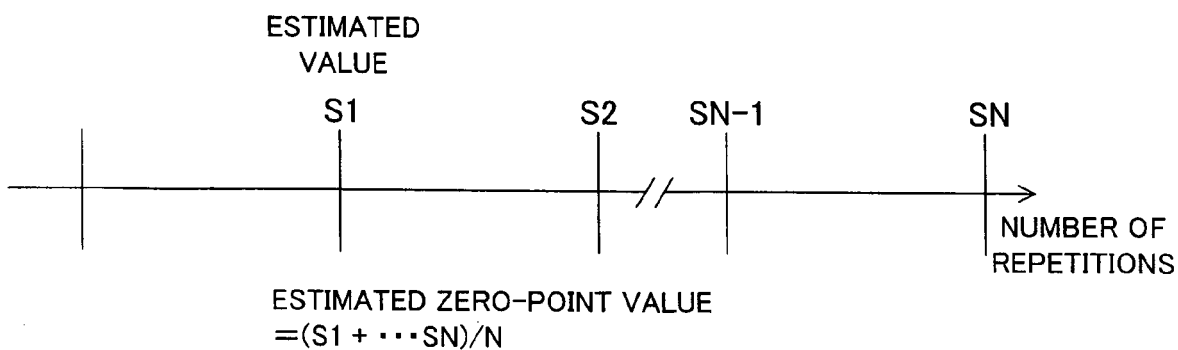 ESTIMATED
VALUE
S1
S2
SN-1
SN
NUMBER OF
REPETITIONS
ESTIMATED ZERO-POINT VALUE
=(S1 + ･･･SN)/N